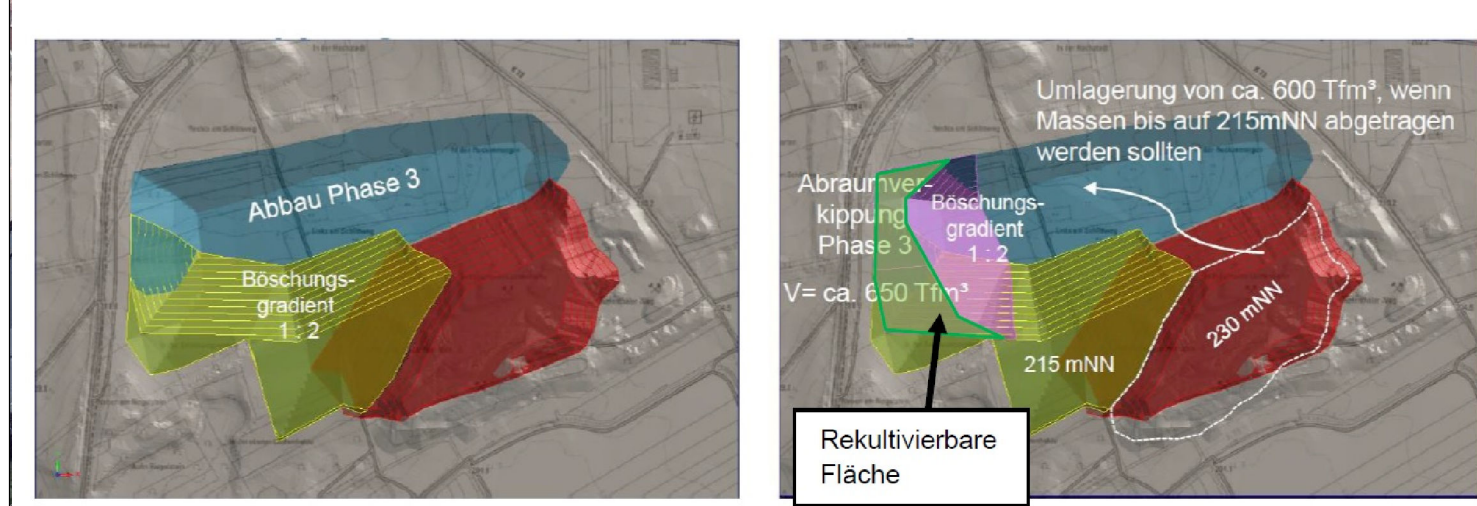 Abbau Phase 3
Böschungs-
gradient
1 : 2
Umlagerung von ca. 600 Tfm³, wenn
Massen bis auf 215mNN abgetragen
werden sollten
Abraumver-
kippung
Phase 3
V= ca. 650 Tfm³
Böschungs-
gradient
1 : 2
230 mNN
215 mNN
Rekultivierbare
Fläche